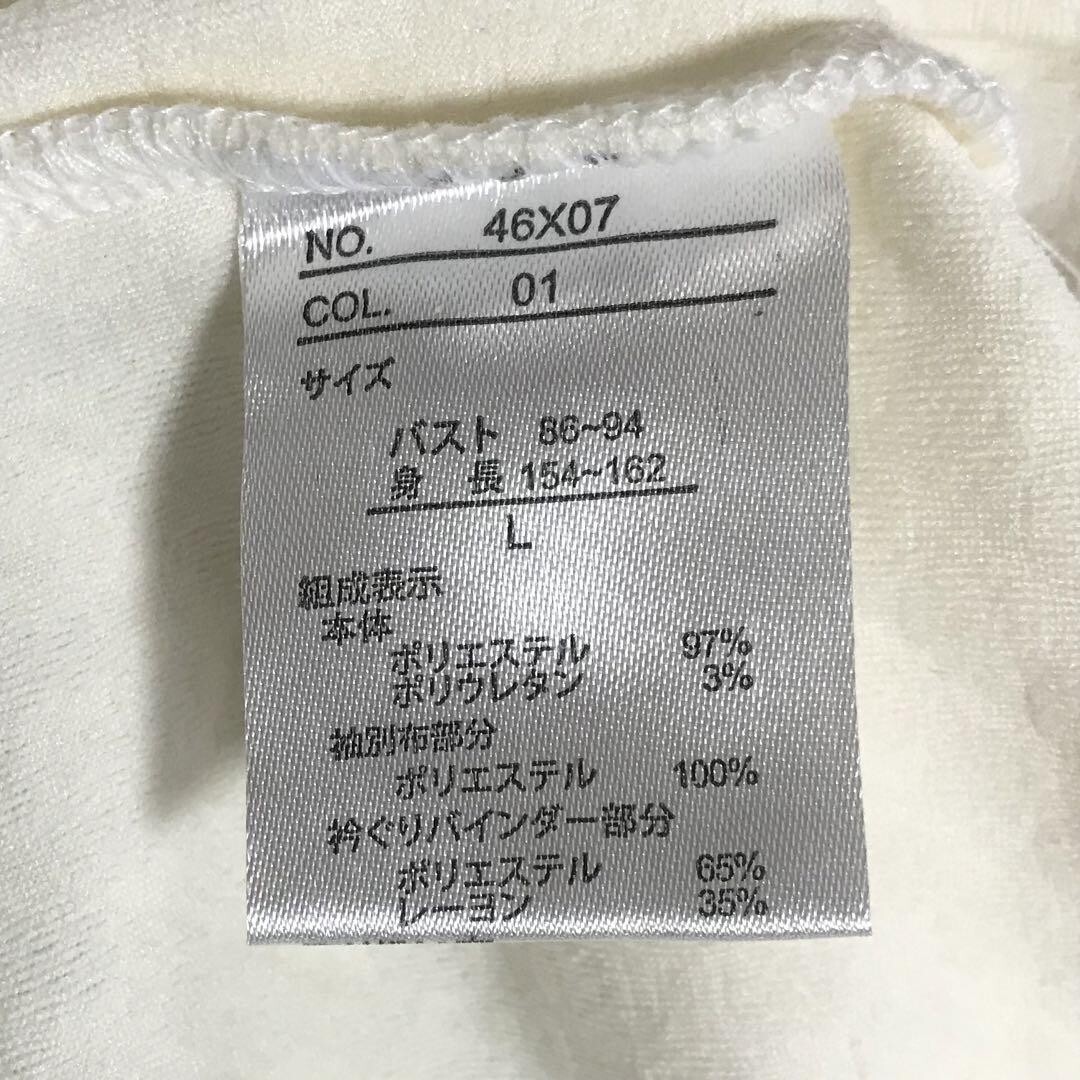 NO. 46X07
COL. 01
サイズ
バスト 86~94
身 長 154~162
L
組成表示
本体
ポリエステル 97%
ポリウレタン 3%
袖別布部分
ポリエステル 100%
衿ぐりバインダー部分
ポリエステル 65%
レーヨン 35%